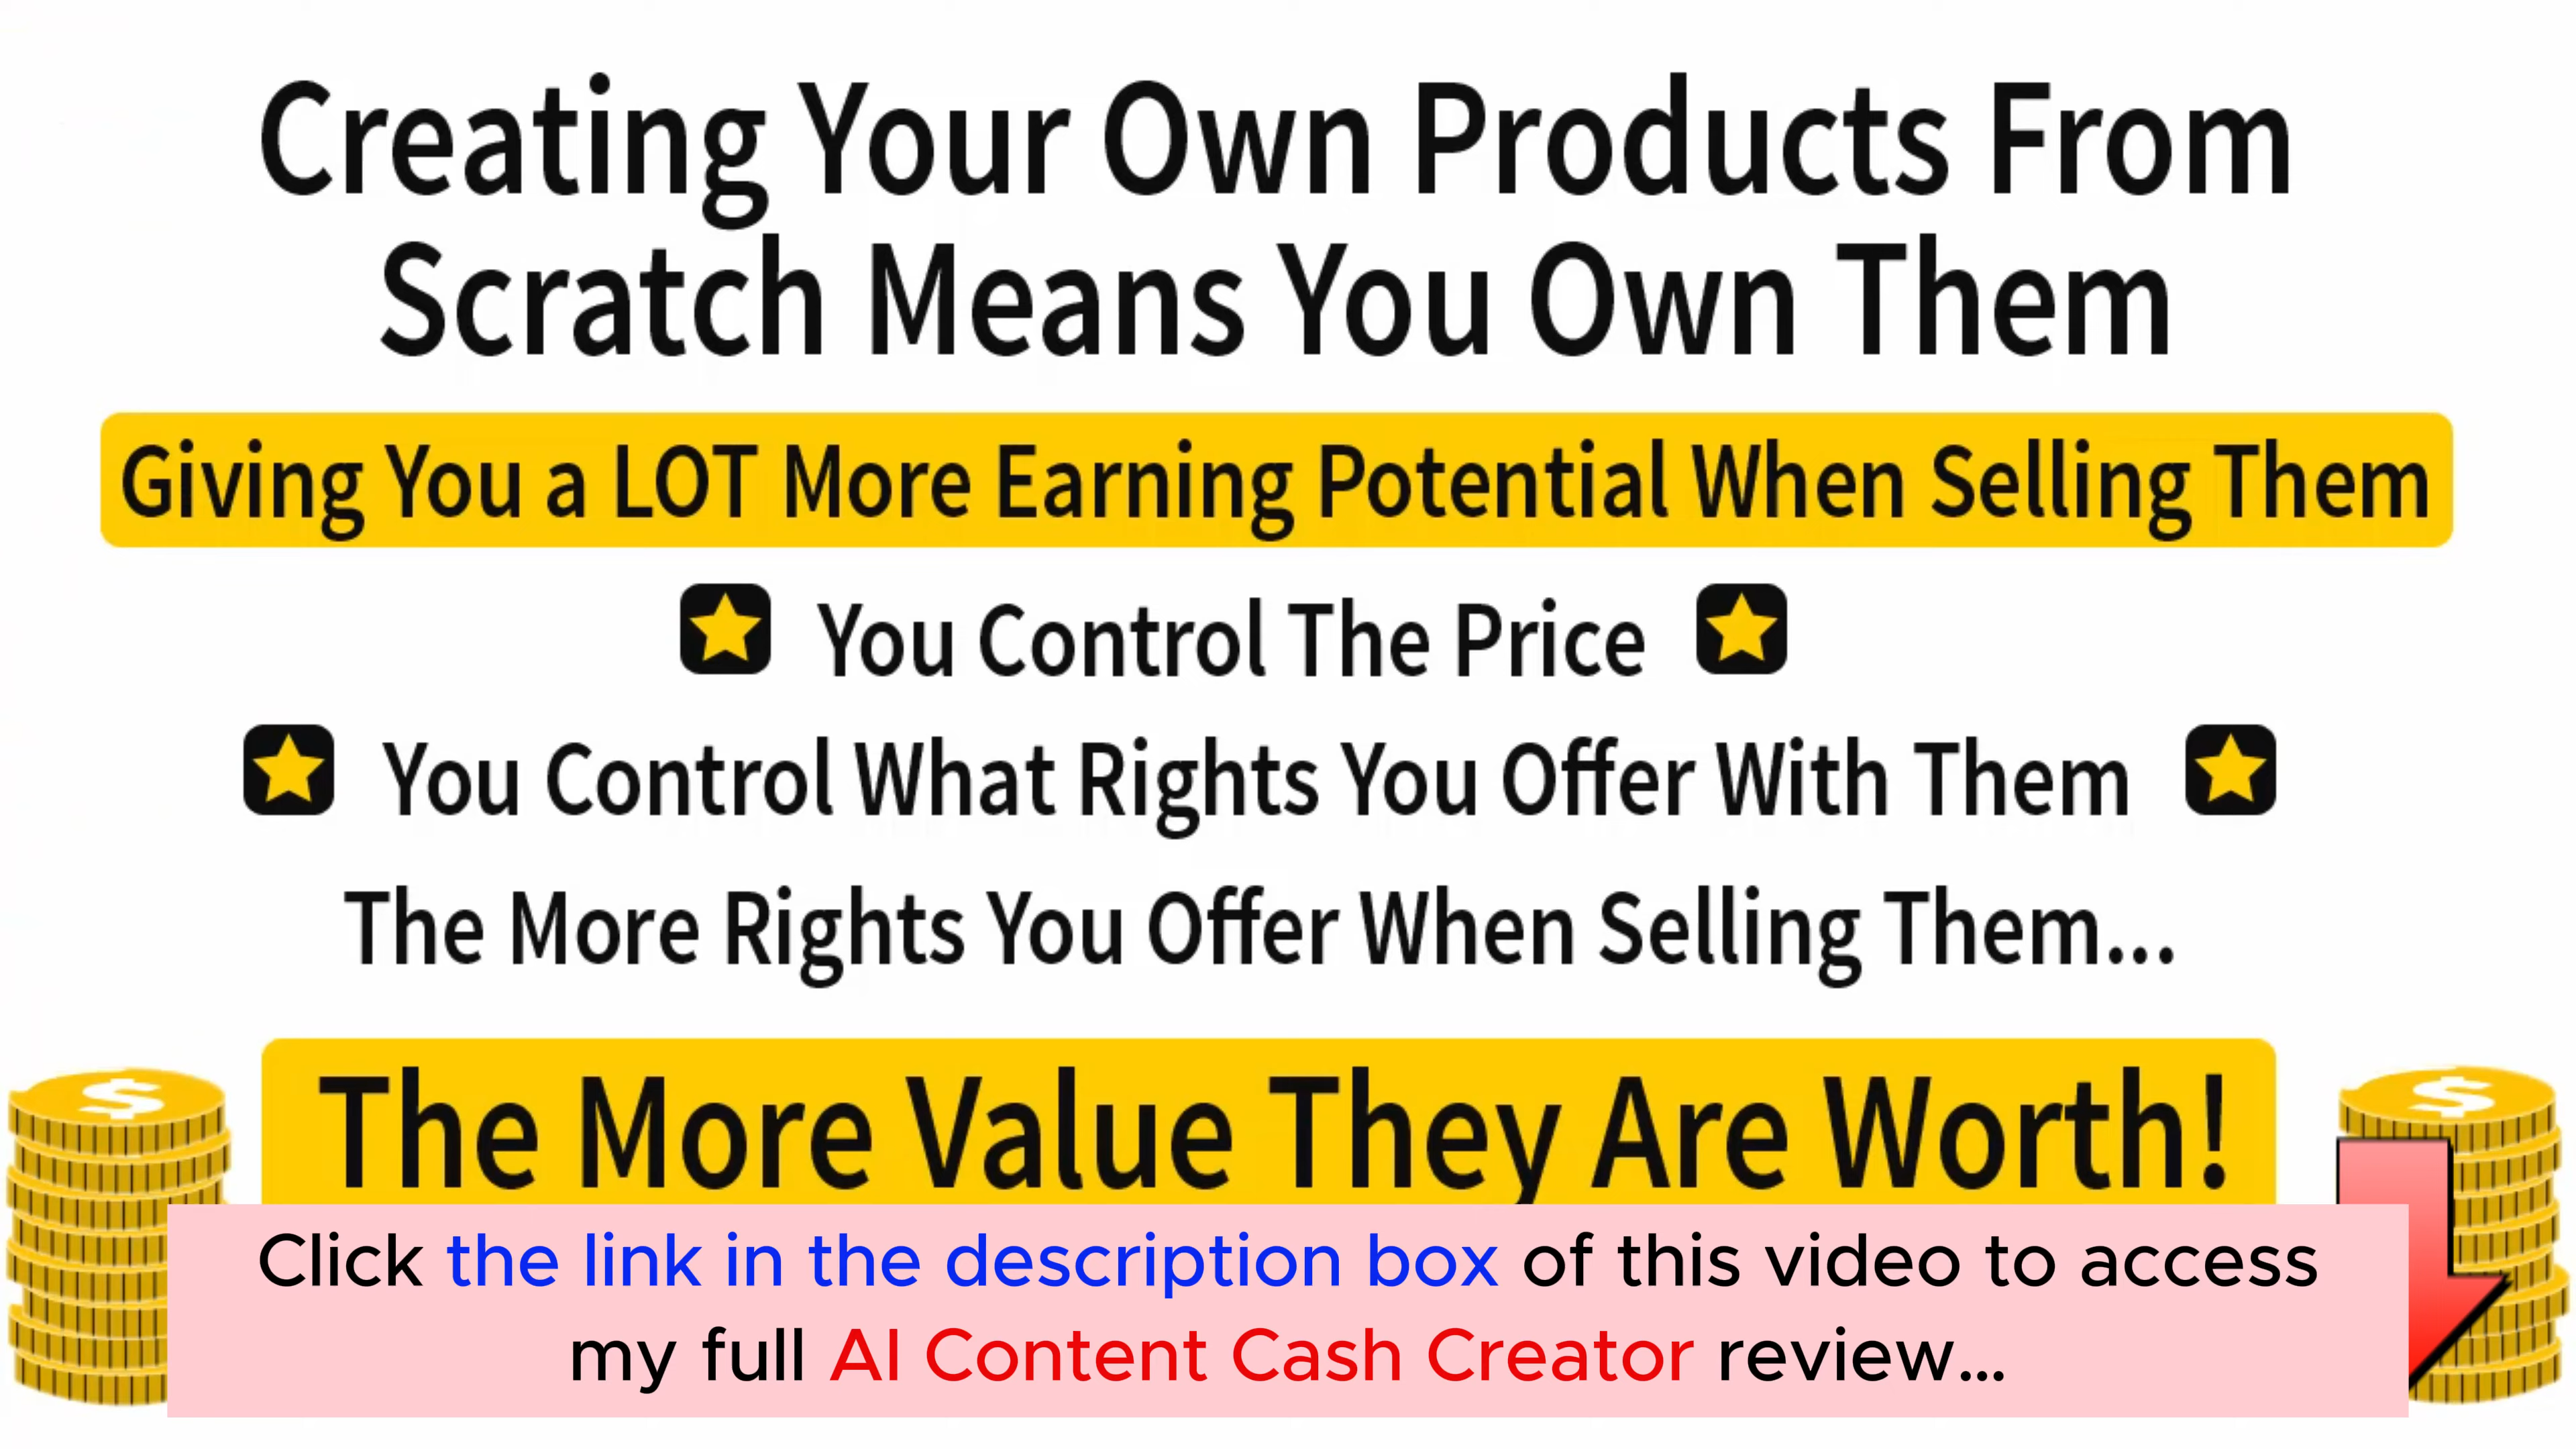 Creating Your Own Products From
Scratch Means You Own Them
Giving You a LOT More Earning Potential When Selling Them
You Control The Price
You Control What Rights You Offer With Them
The More Rights You Offer When Selling Them...
$ The More Value They Are Worth! $
Click the link in the description box of this video to access
my full AI Content Cash Creator review...